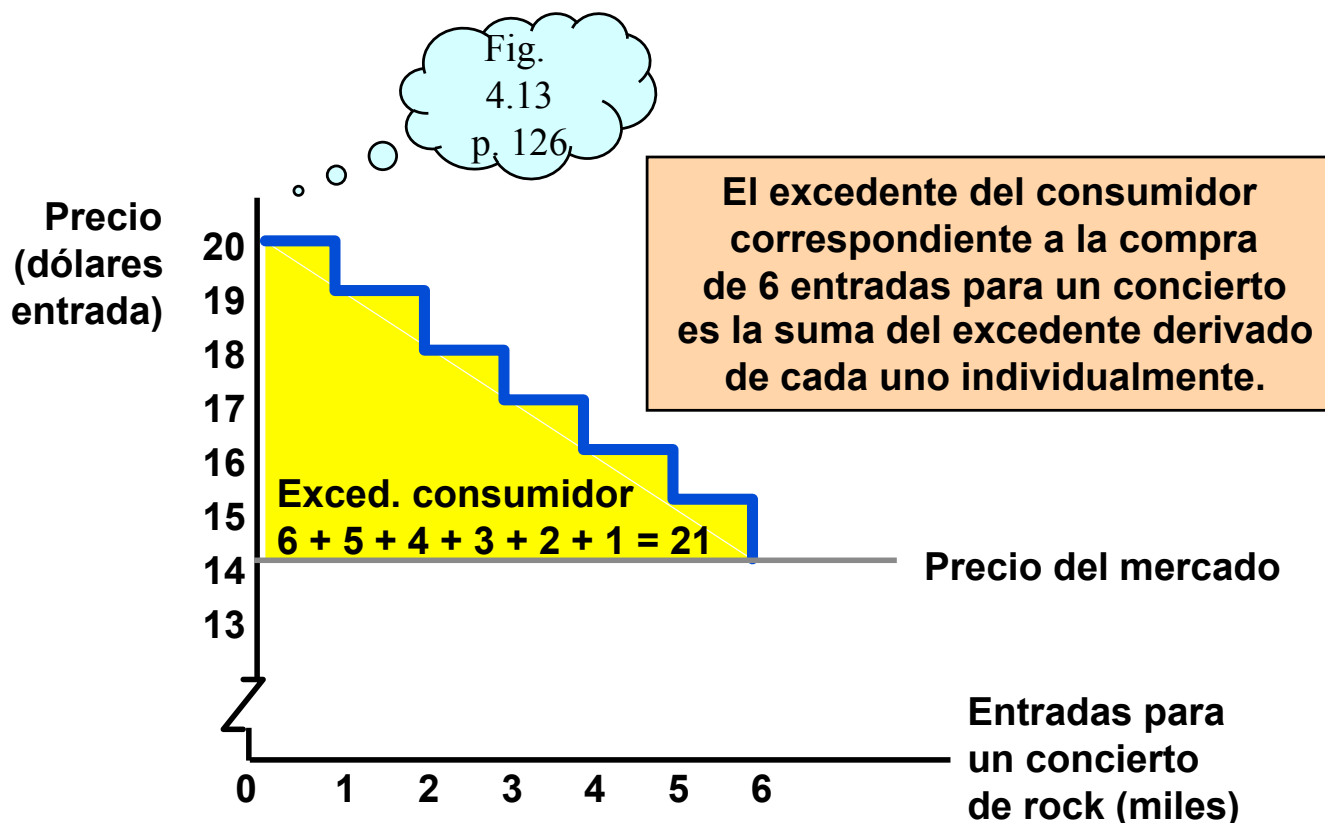 Fig.
4.13
p. 126
El excedente del consumidor
correspondiente a la compra
de 6 entradas para un concierto
es la suma del excedente derivado
de cada uno individualmente.
Precio
(dólares
entrada)
20
19
18
17
16
15
14
13
Exced. consumidor
6 + 5 + 4 + 3 + 2 + 1 = 21
Precio del mercado
0 1 2 3 4 5 6
Entradas para
un concierto
de rock (miles)